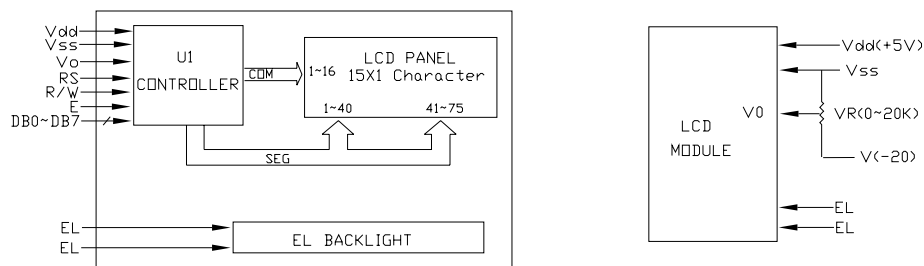 Vdd
Vss
Vo
RS
R/W
E
DB0~DB7
U1
CONTROLLER
COM
1~16
LCD PANEL
15X1 Character
1~40
41~75
SEG
EL
EL
EL BACKLIGHT
LCD
MODULE
V0
Vdd(+5V)
Vss
VR(0~20K)
V(-20)
EL
EL